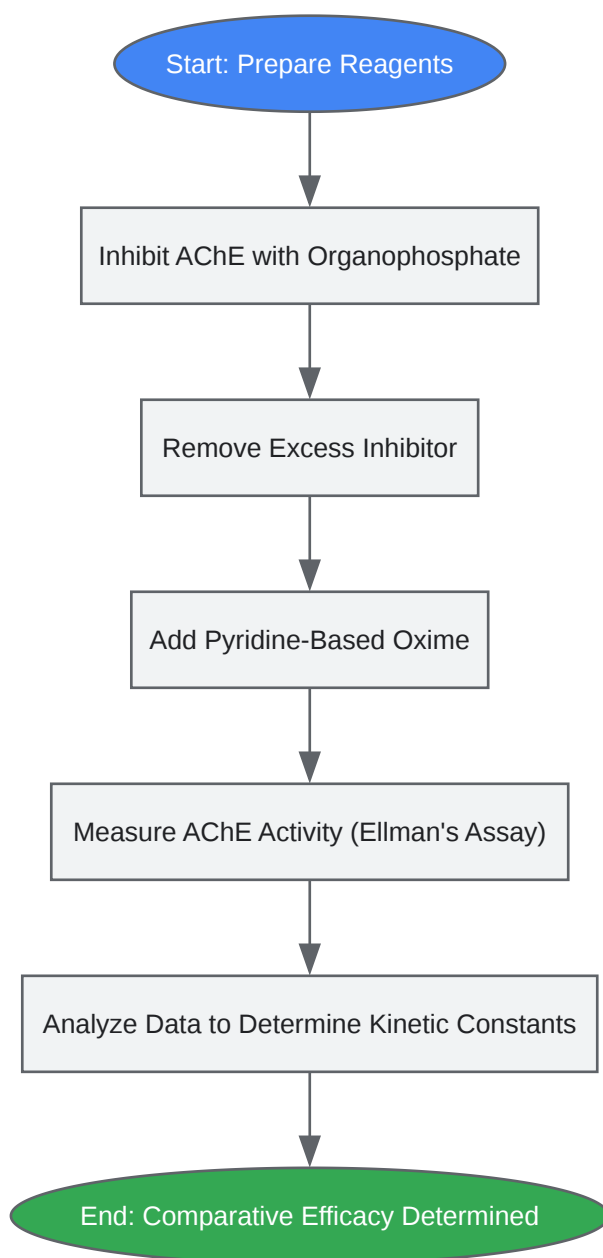 Start: Prepare Reagents
Inhibit AChE with Organophosphate
Remove Excess Inhibitor
Add Pyridine-Based Oxime
Measure AChE Activity (Ellman's Assay)
Analyze Data to Determine Kinetic Constants
End: Comparative Efficacy Determined